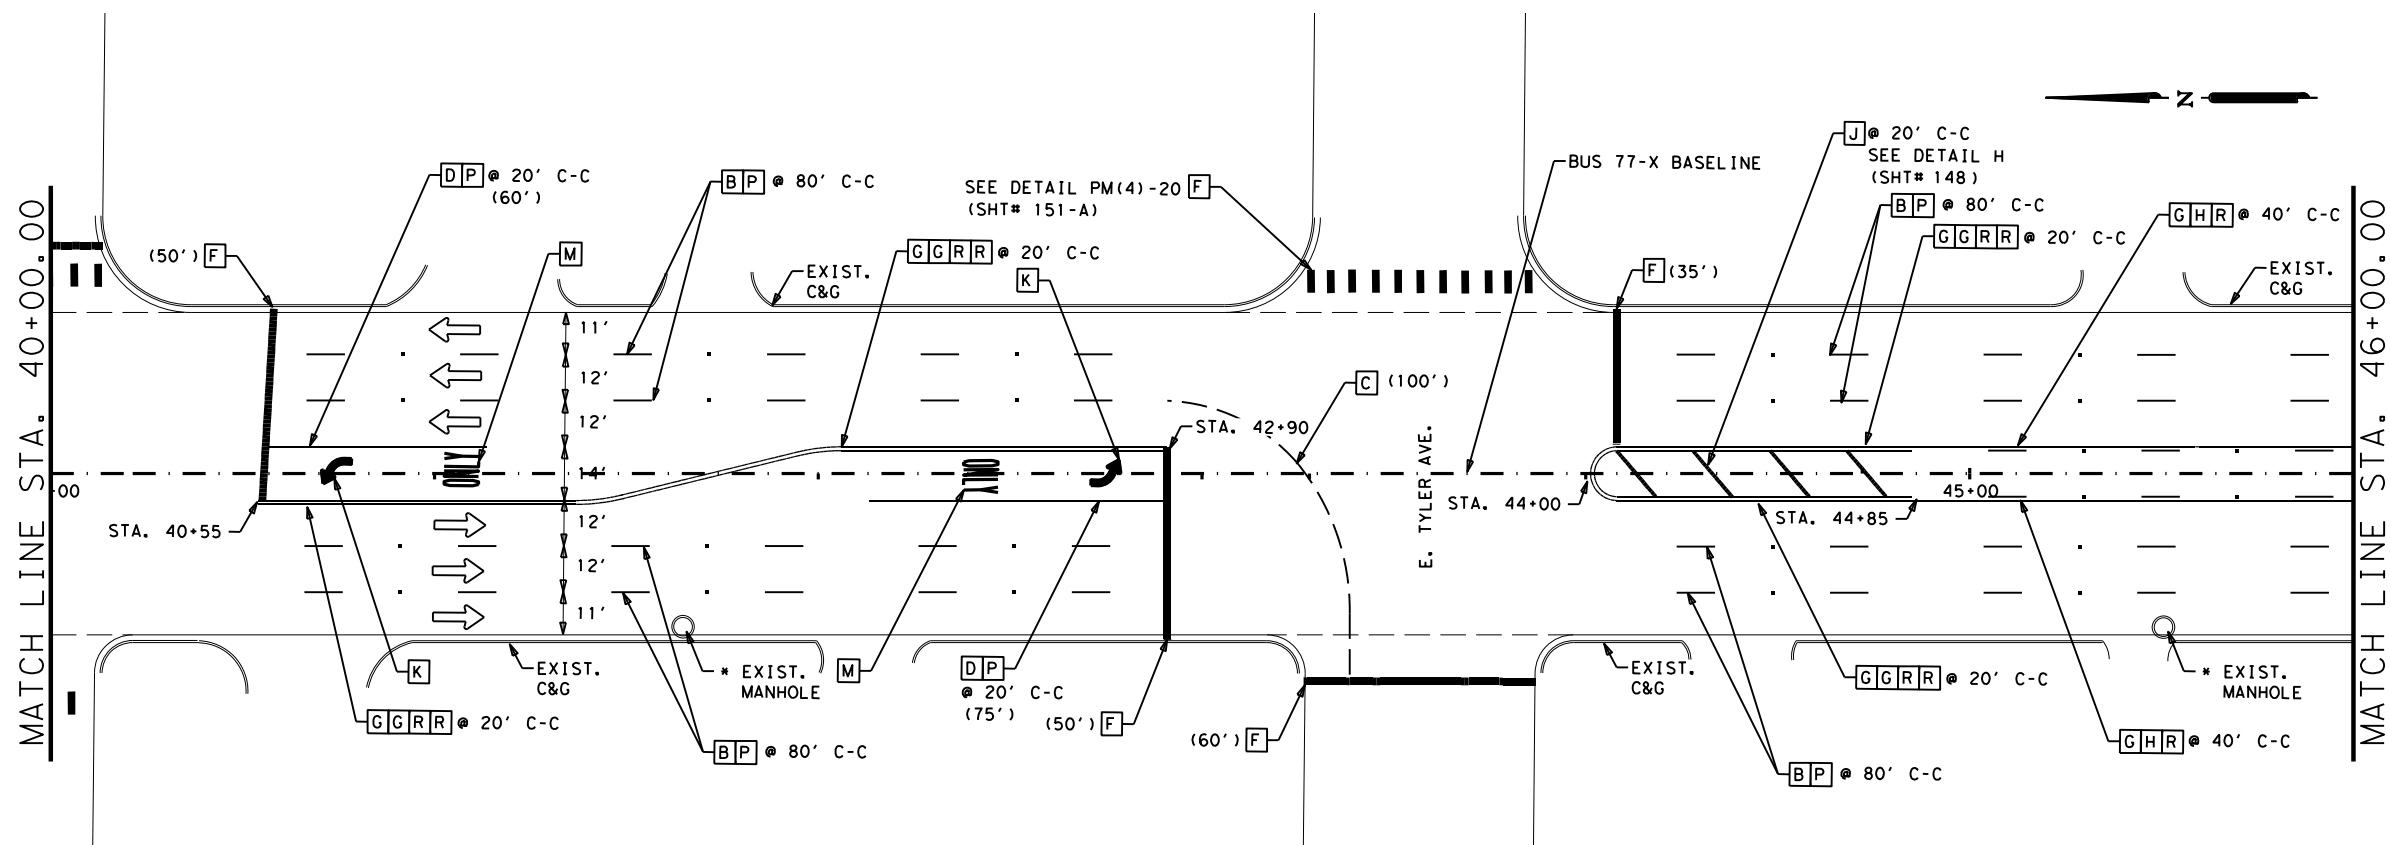 MATCH LINE STA. 40+00.00
N
J @ 20' C-C
SEE DETAIL H
(SHT# 148)
BUS 77-X BASELINE
DP @ 20' C-C
(60')
BP @ 80' C-C
SEE DETAIL PM(4)-20 F
(SHT# 151-A)
BP @ 80' C-C
GHR @ 40' C-C
GGRR @ 20' C-C
(50') F
M
GGRR @ 20' C-C
K
EXIST.
C&G
F (35')
EXIST.
C&G
11'
12'
12'
14'
12'
12'
11'
C (100')
STA. 42+90
E. TYLER AVE.
ONLY
ONLY
00
STA. 40+55
STA. 44+00
45+00
STA. 44+85
K
EXIST.
C&G
* EXIST.
MANHOLE
M
DP
@ 20' C-C
(75')
(50') F
GGRR @ 20' C-C
BP @ 80' C-C
(60') F
EXIST.
C&G
GGRR @ 20' C-C
* EXIST.
MANHOLE
GHR @ 40' C-C
BP @ 80' C-C
MATCH LINE STA. 46+00.00